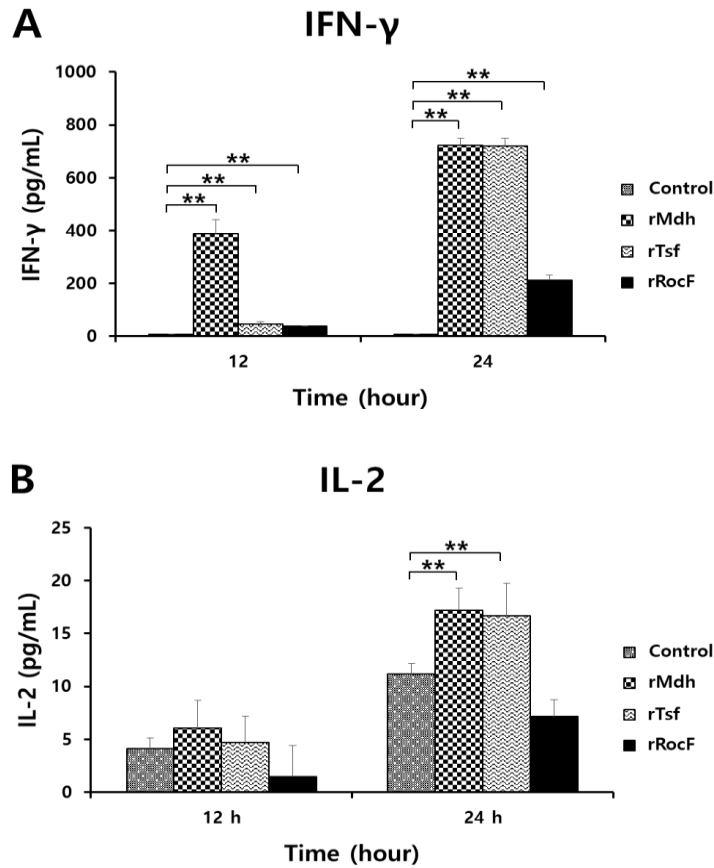 A
IFN-γ
1000
800
600
400
200
0
IFN-γ (pg/mL)
**
**
**
**
**
**
12
24
Time (hour)
Control
rMdh
rTsf
rRocF
B
IL-2
25
20
15
10
5
0
IL-2 (pg/mL)
**
**
12 h
24 h
Time (hour)
Control
rMdh
rTsf
rRocF